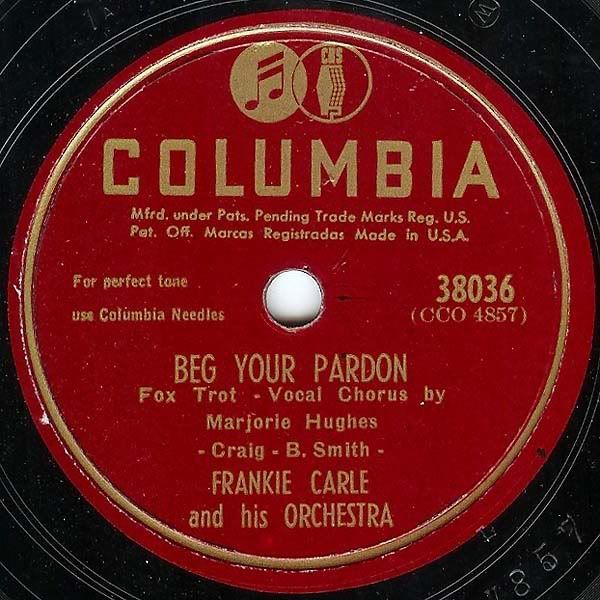 7A
W
CBS
COLUMBIA
Mfrd. under Pats. Pending Trade Marks Reg. U.S.
Pat. Off. Marcas Registradas Made in U.S.A.
For perfect tone
use Columbia Needles
38036
(CCO 4857)
BEG YOUR PARDON
Fox Trot - Vocal Chorus by
Marjorie Hughes
- Craig - B. Smith -
FRANKIE CARLE
and his ORCHESTRA
4857